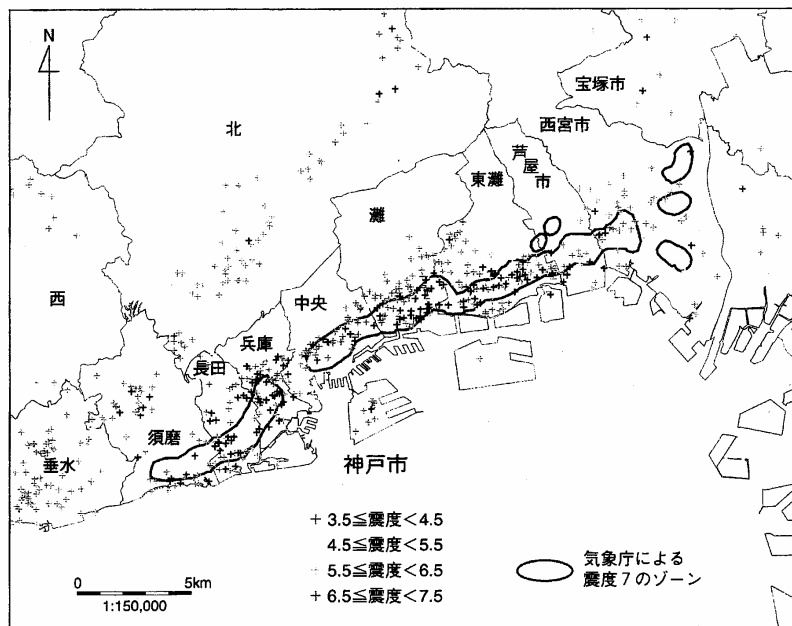 N
宝塚市
西宮市
北
芦屋市
東灘
灘
西
中央
兵庫
長田
須磨
垂水
神戸市
+ 3.5≦震度<4.5
4.5≦震度<5.5
+ 5.5≦震度<6.5
+ 6.5≦震度<7.5
気象庁による
震度7のゾーン
0 5km
1:150,000